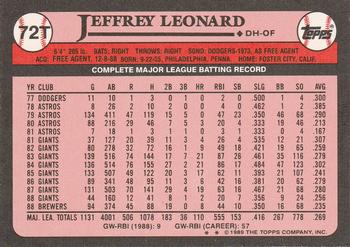 72T
JEFFREY LEONARD
DH-OF
TOPPS
6'4" 205 lb. BATS: RIGHT THROWS: RIGHT SIGND: DODGERS-1973, AS FREE AGENT
ACQ: FREE AGENT, 12-8-88 BORN: 9-22-55, PHILADELPHIA, PENNA. HOME: FOSTER CITY, CALIF.
COMPLETE MAJOR LEAGUE BATTING RECORD
YR CLUB G AB R H 2B 3B HR RBI SB SLG BB SO AVG
77 DODGERS 11 10 1 3 0 1 0 2 0 .500 1 4 .300
78 ASTROS 8 26 2 10 2 0 0 4 0 .462 1 2 .385
79 ASTROS 134 411 47 119 15 5 0 47 23 .350 46 68 .290
80 ASTROS 88 216 29 46 7 5 3 20 4 .333 19 46 .213
81 ASTROS 7 18 1 3 1 1 0 3 1 .333 0 4 .167
81 GIANTS 37 127 20 39 11 3 4 26 4 .535 12 21 .307
82 GIANTS 80 278 32 72 16 1 9 49 18 .421 19 65 .259
83 GIANTS 139 516 74 144 17 7 21 87 26 .461 35 116 .279
84 GIANTS 136 514 76 155 27 2 21 86 17 .484 47 123 .302
85 GIANTS 133 507 49 122 20 3 17 62 11 .393 21 107 .241
86 GIANTS 89 341 48 95 11 3 6 42 16 .381 20 62 .279
87 GIANTS 131 503 70 141 29 4 19 63 16 .467 21 68 .280
88 GIANTS 44 160 12 41 8 1 2 20 7 .356 9 24 .256
88 BREWERS 94 374 45 88 19 0 8 44 10 .350 16 68 .235
MAJ. LEA. TOTALS 1131 4001 506 1078 183 36 110 555 .416 778 .269
GW-RBI (1988): 9 GW-RBI (CAREER): 57
* * © 1989 THE TOPPS COMPANY, INC.